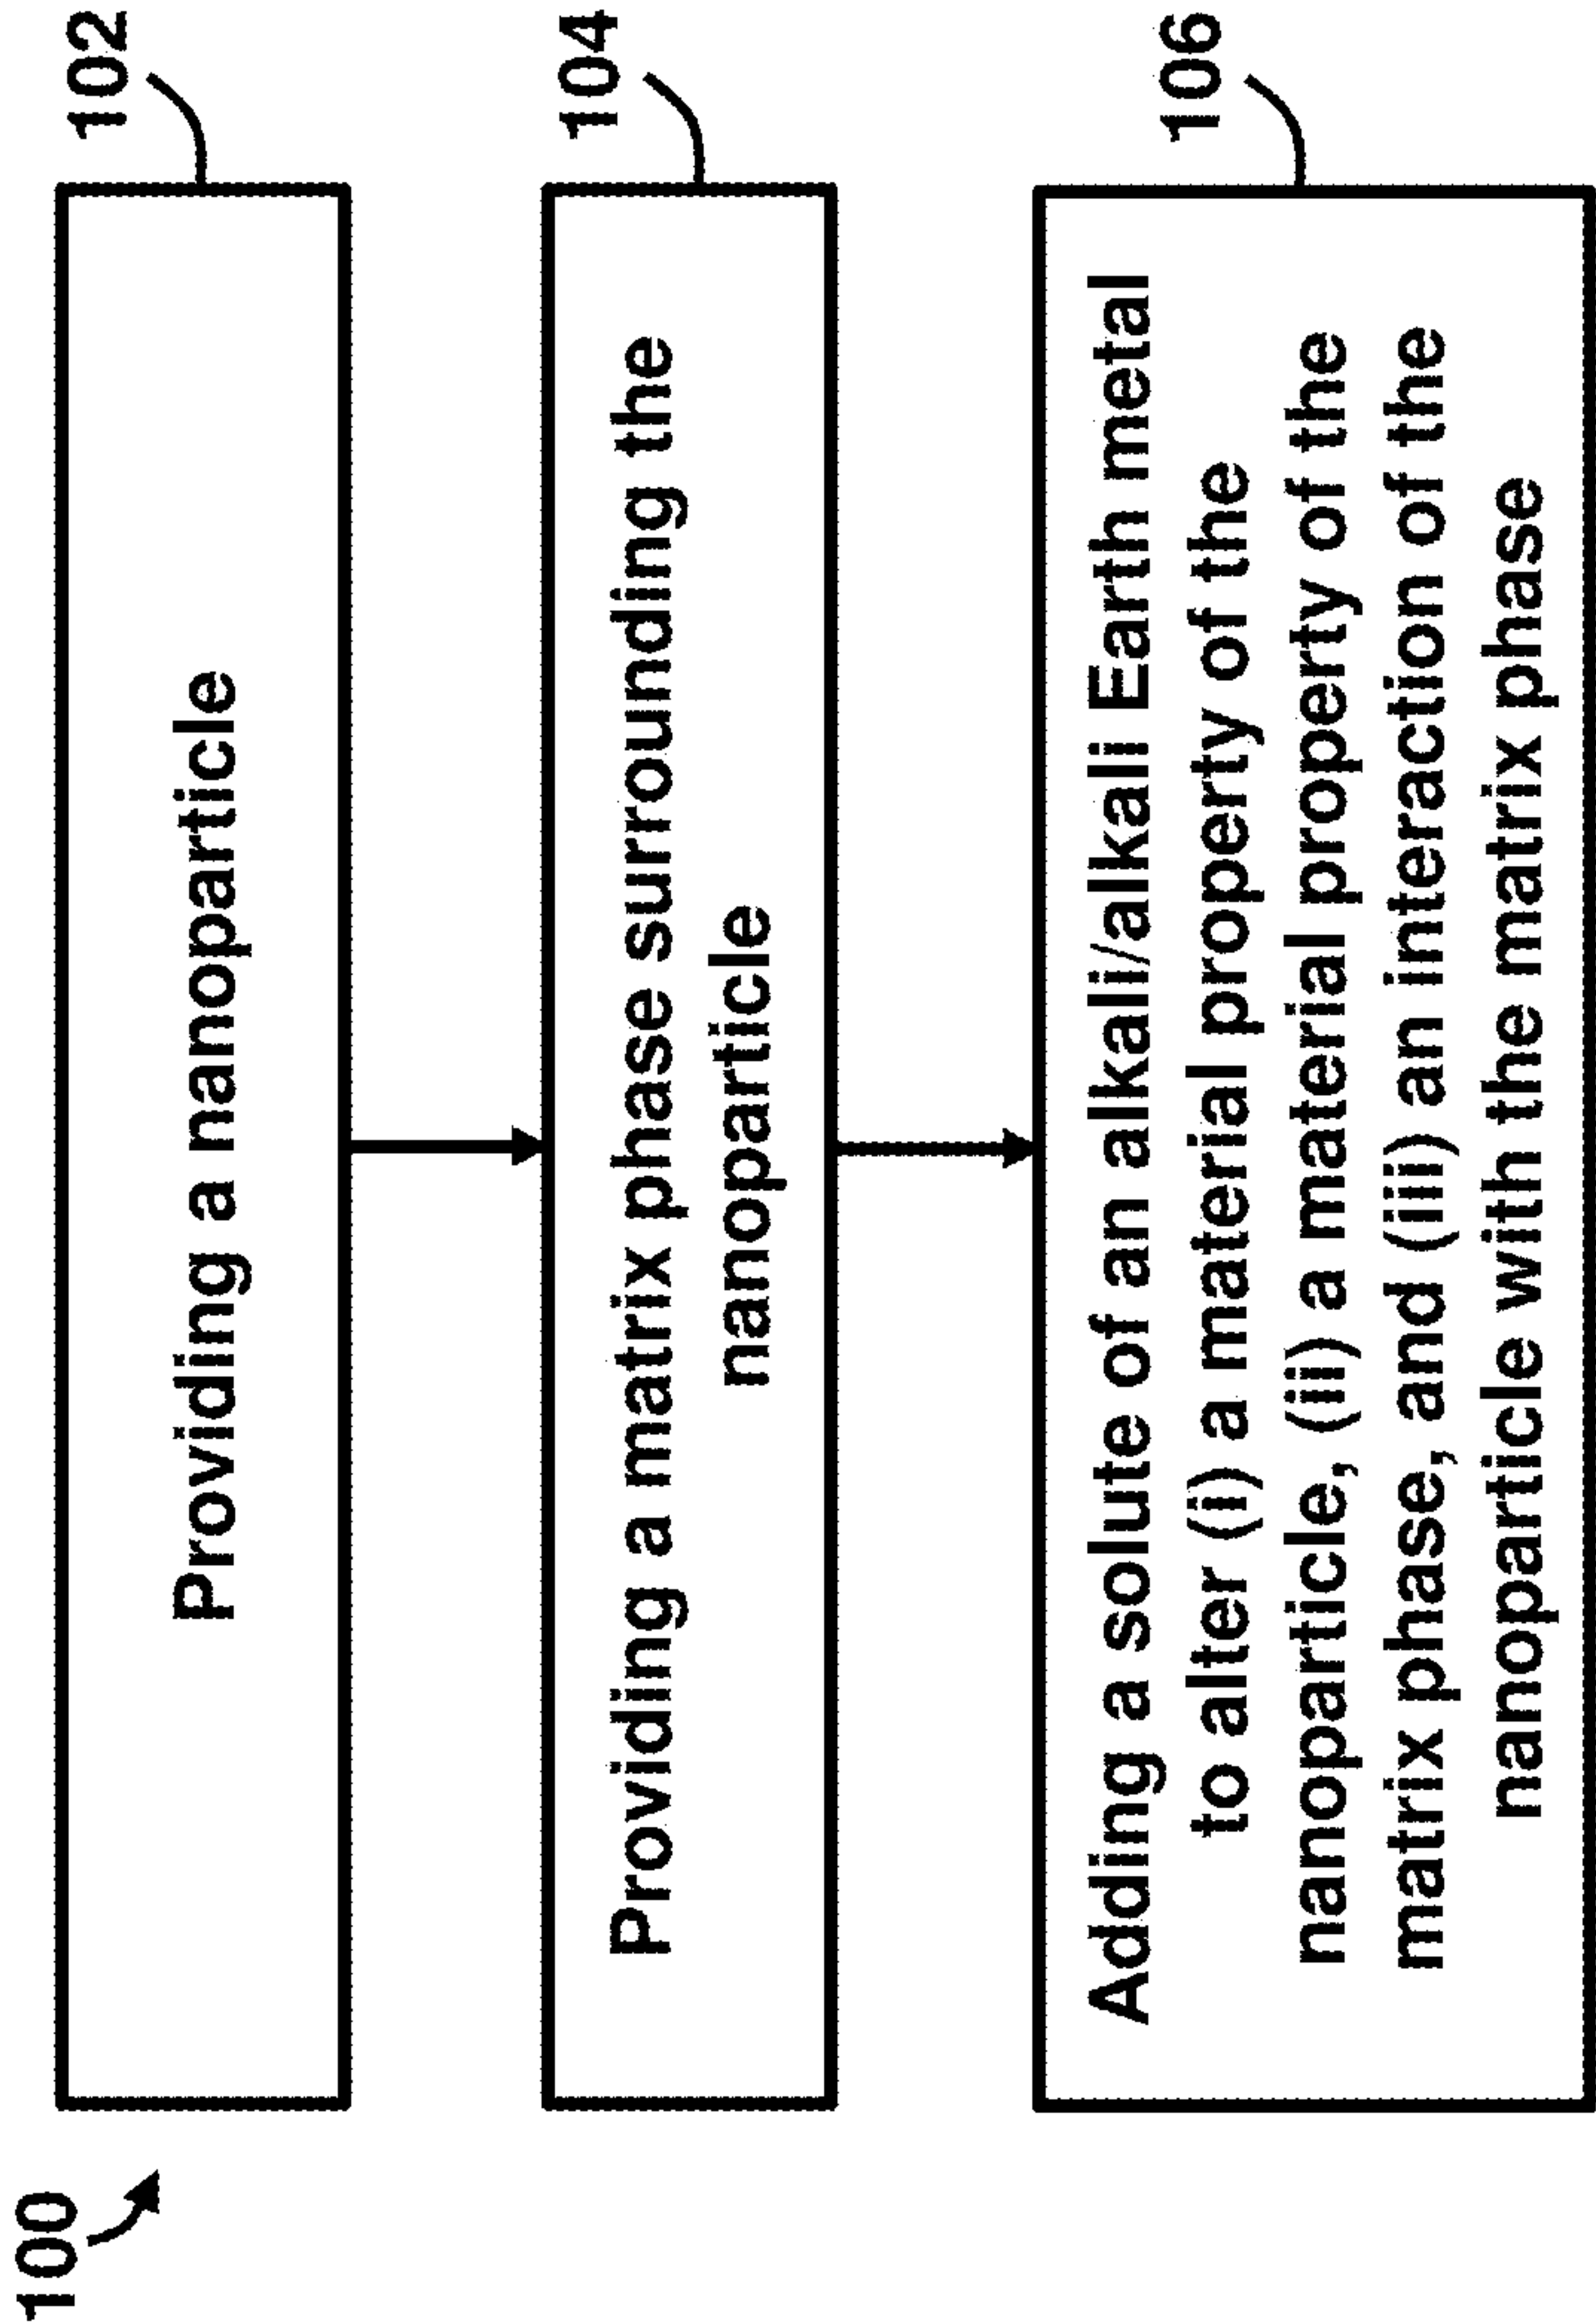 100
102
Providing a nanoparticle
104
Providing a matrix phase surrounding the
nanoparticle
106
Adding a solute of an alkali/alkali Earth metal
to alter (i) a material property of the
nanoparticle, (ii) a material property of the
matrix phase, and (iii) an interaction of the
nanoparticle with the matrix phase